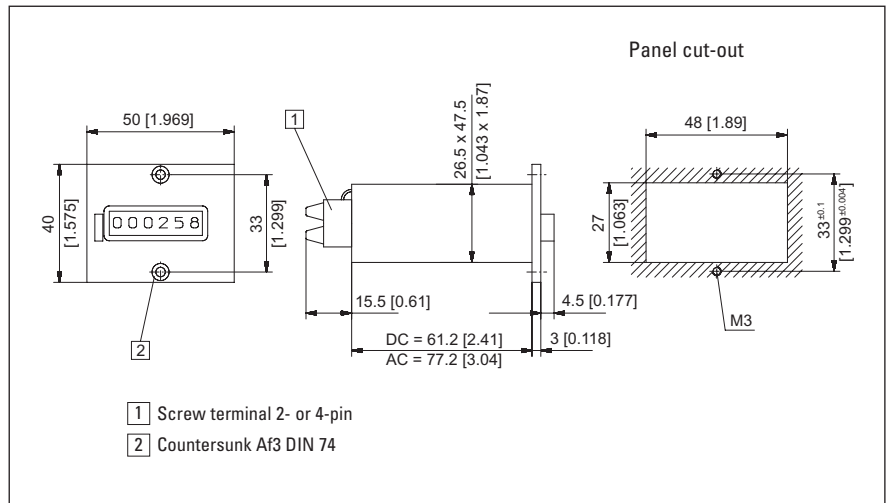 Panel cut-out
50 [1.969]
1
26.5 x 47.5
[1.043 x 1.87]
48 [1.89]
40
[1.575]
000258
33
[1.299]
27
[1.063]
33±0.1
[1.299±0.004]
15.5 [0.61]
4.5 [0.177]
M3
2
DC = 61.2 [2.41]
AC = 77.2 [3.04]
3 [0.118]
1 Screw terminal 2- or 4-pin
2 Countersunk Af3 DIN 74